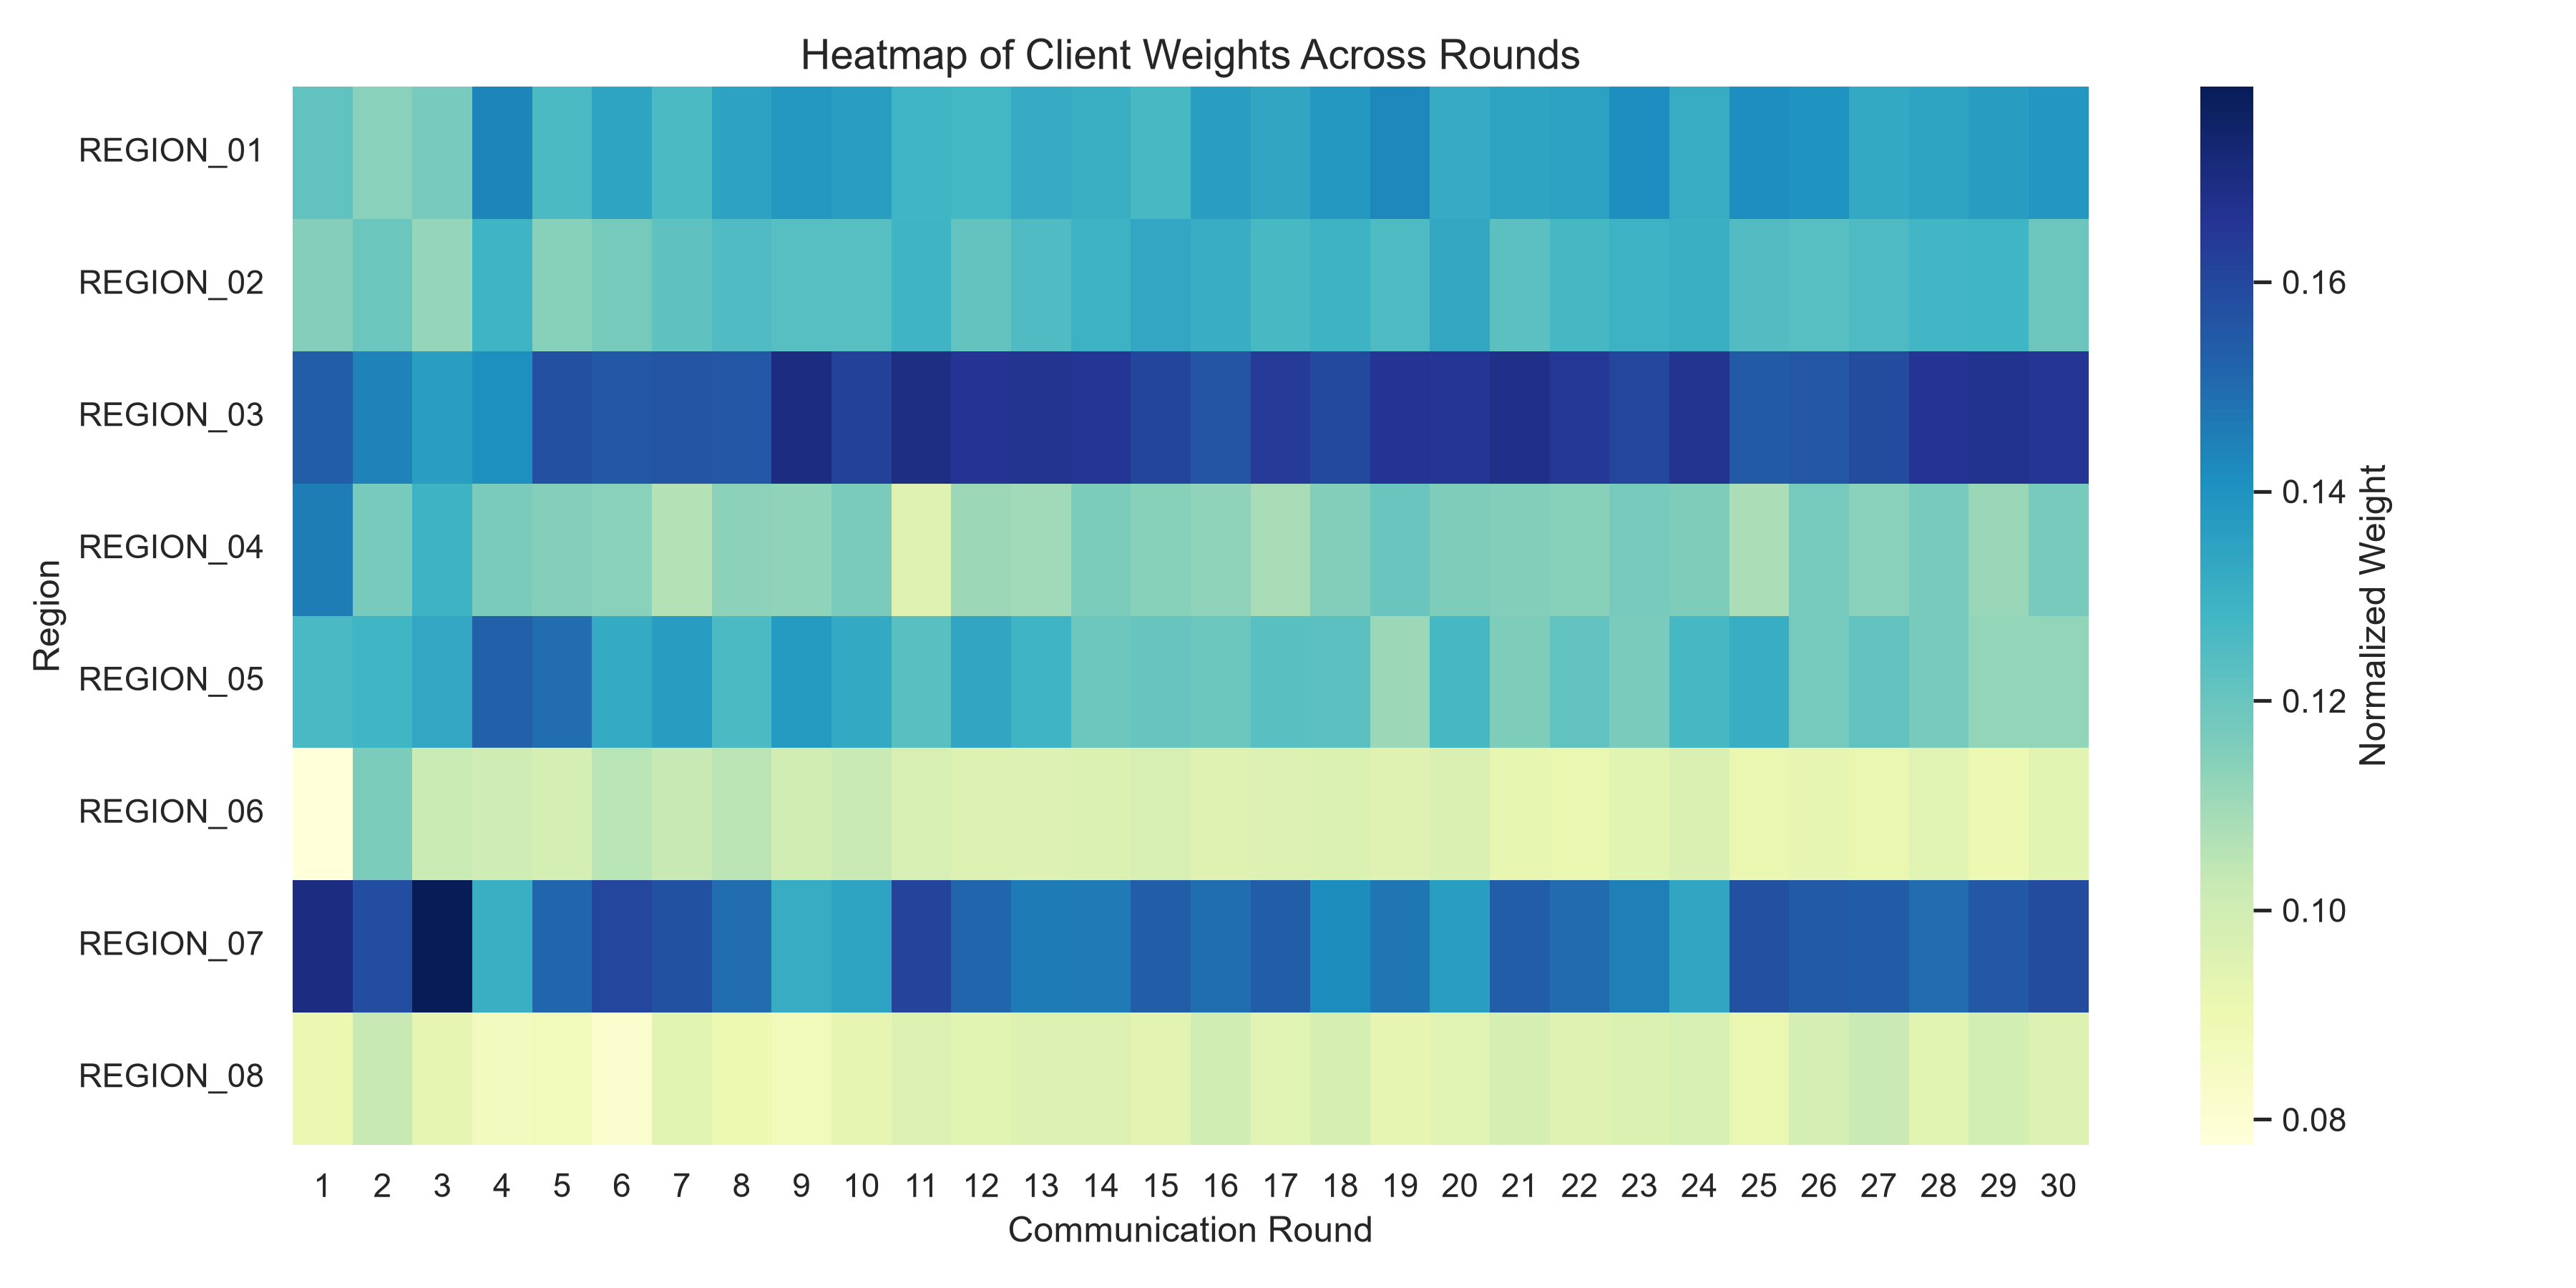 Heatmap of Client Weights Across Rounds
REGION_01
REGION_02
REGION_03
REGION_04
REGION_05
REGION_06
REGION_07
REGION_08
Region
1 2 3 4 5 6 7 8 9 10 11 12 13 14 15 16 17 18 19 20 21 22 23 24 25 26 27 28 29 30
Communication Round
0.16
0.14
0.12
0.10
0.08
Normalized Weight